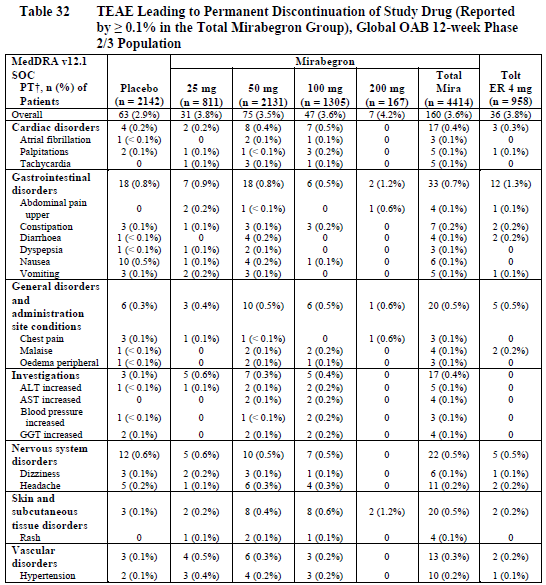 Table 32 TEAE Leading to Permanent Discontinuation of Study Drug (Reported
by ≥ 0.1% in the Total Mirabegron Group), Global OAB 12-week Phase
2/3 Population
MedDRA v12.1 Mirabegron
SOC
PT†, n (%) of Placebo 25 mg 50 mg 100 mg 200 mg Total Mira Tolt ER 4 mg
Patients (n = 2142) (n = 811) (n = 2131) (n = 1305) (n = 167) (n = 4414) (n = 958)
Overall 63 (2.9%) 31 (3.8%) 75 (3.5%) 47 (3.6%) 7 (4.2%) 160 (3.6%) 36 (3.8%)
Cardiac disorders 4 (0.2%) 2 (0.2%) 8 (0.4%) 7 (0.5%) 0 17 (0.4%) 3 (0.3%)
Atrial fibrillation 1 (< 0.1%) 0 2 (0.1%) 1 (0.1%) 0 3 (0.1%) 0
Palpitations 2 (0.1%) 1 (0.1%) 1 (< 0.1%) 3 (0.2%) 0 5 (0.1%) 1 (0.1%)
Tachycardia 0 1 (0.1%) 3 (0.1%) 1 (0.1%) 0 5 (0.1%) 0
Gastrointestinal
disorders 18 (0.8%) 7 (0.9%) 18 (0.8%) 6 (0.5%) 2 (1.2%) 33 (0.7%) 12 (1.3%)
Abdominal pain
upper 0 2 (0.2%) 1 (< 0.1%) 0 1 (0.6%) 4 (0.1%) 1 (0.1%)
Constipation 3 (0.1%) 1 (0.1%) 3 (0.1%) 3 (0.2%) 0 7 (0.2%) 2 (0.2%)
Diarrhoea 1 (< 0.1%) 0 4 (0.2%) 0 0 4 (0.1%) 2 (0.2%)
Dyspepsia 1 (< 0.1%) 1 (0.1%) 2 (0.1%) 0 0 3 (0.1%) 0
Nausea 10 (0.5%) 1 (0.1%) 4 (0.2%) 1 (0.1%) 0 6 (0.1%) 0
Vomiting 3 (0.1%) 2 (0.2%) 3 (0.1%) 0 0 5 (0.1%) 1 (0.1%)
General disorders
and
administration
site conditions 6 (0.3%) 3 (0.4%) 10 (0.5%) 6 (0.5%) 1 (0.6%) 20 (0.5%) 5 (0.5%)
Chest pain 3 (0.1%) 1 (0.1%) 1 (< 0.1%) 0 1 (0.6%) 3 (0.1%) 0
Malaise 1 (< 0.1%) 0 2 (0.1%) 2 (0.2%) 0 4 (0.1%) 2 (0.2%)
Oedema peripheral 1 (< 0.1%) 0 2 (0.1%) 1 (0.1%) 0 3 (0.1%) 0
Investigations 3 (0.1%) 5 (0.6%) 7 (0.3%) 5 (0.4%) 0 17 (0.4%) 0
ALT increased 1 (< 0.1%) 1 (0.1%) 2 (0.1%) 2 (0.2%) 0 5 (0.1%) 0
AST increased 0 0 2 (0.1%) 2 (0.2%) 0 4 (0.1%) 0
Blood pressure
increased 1 (< 0.1%) 0 1 (< 0.1%) 2 (0.2%) 0 3 (0.1%) 0
GGT increased 2 (0.1%) 0 2 (0.1%) 2 (0.2%) 0 4 (0.1%) 0
Nervous system
disorders 12 (0.6%) 5 (0.6%) 10 (0.5%) 7 (0.5%) 0 22 (0.5%) 5 (0.5%)
Dizziness 3 (0.1%) 2 (0.2%) 3 (0.1%) 1 (0.1%) 0 6 (0.1%) 1 (0.1%)
Headache 5 (0.2%) 1 (0.1%) 6 (0.3%) 4 (0.3%) 0 11 (0.2%) 2 (0.2%)
Skin and
subcutaneous
tissue disorders 3 (0.1%) 2 (0.2%) 8 (0.4%) 8 (0.6%) 2 (1.2%) 20 (0.5%) 2 (0.2%)
Rash 0 1 (0.1%) 2 (0.1%) 1 (0.1%) 0 4 (0.1%) 0
Vascular
disorders 3 (0.1%) 4 (0.5%) 6 (0.3%) 3 (0.2%) 0 13 (0.3%) 2 (0.2%)
Hypertension 2 (0.1%) 3 (0.4%) 4 (0.2%) 3 (0.2%) 0 10 (0.2%) 1 (0.1%)